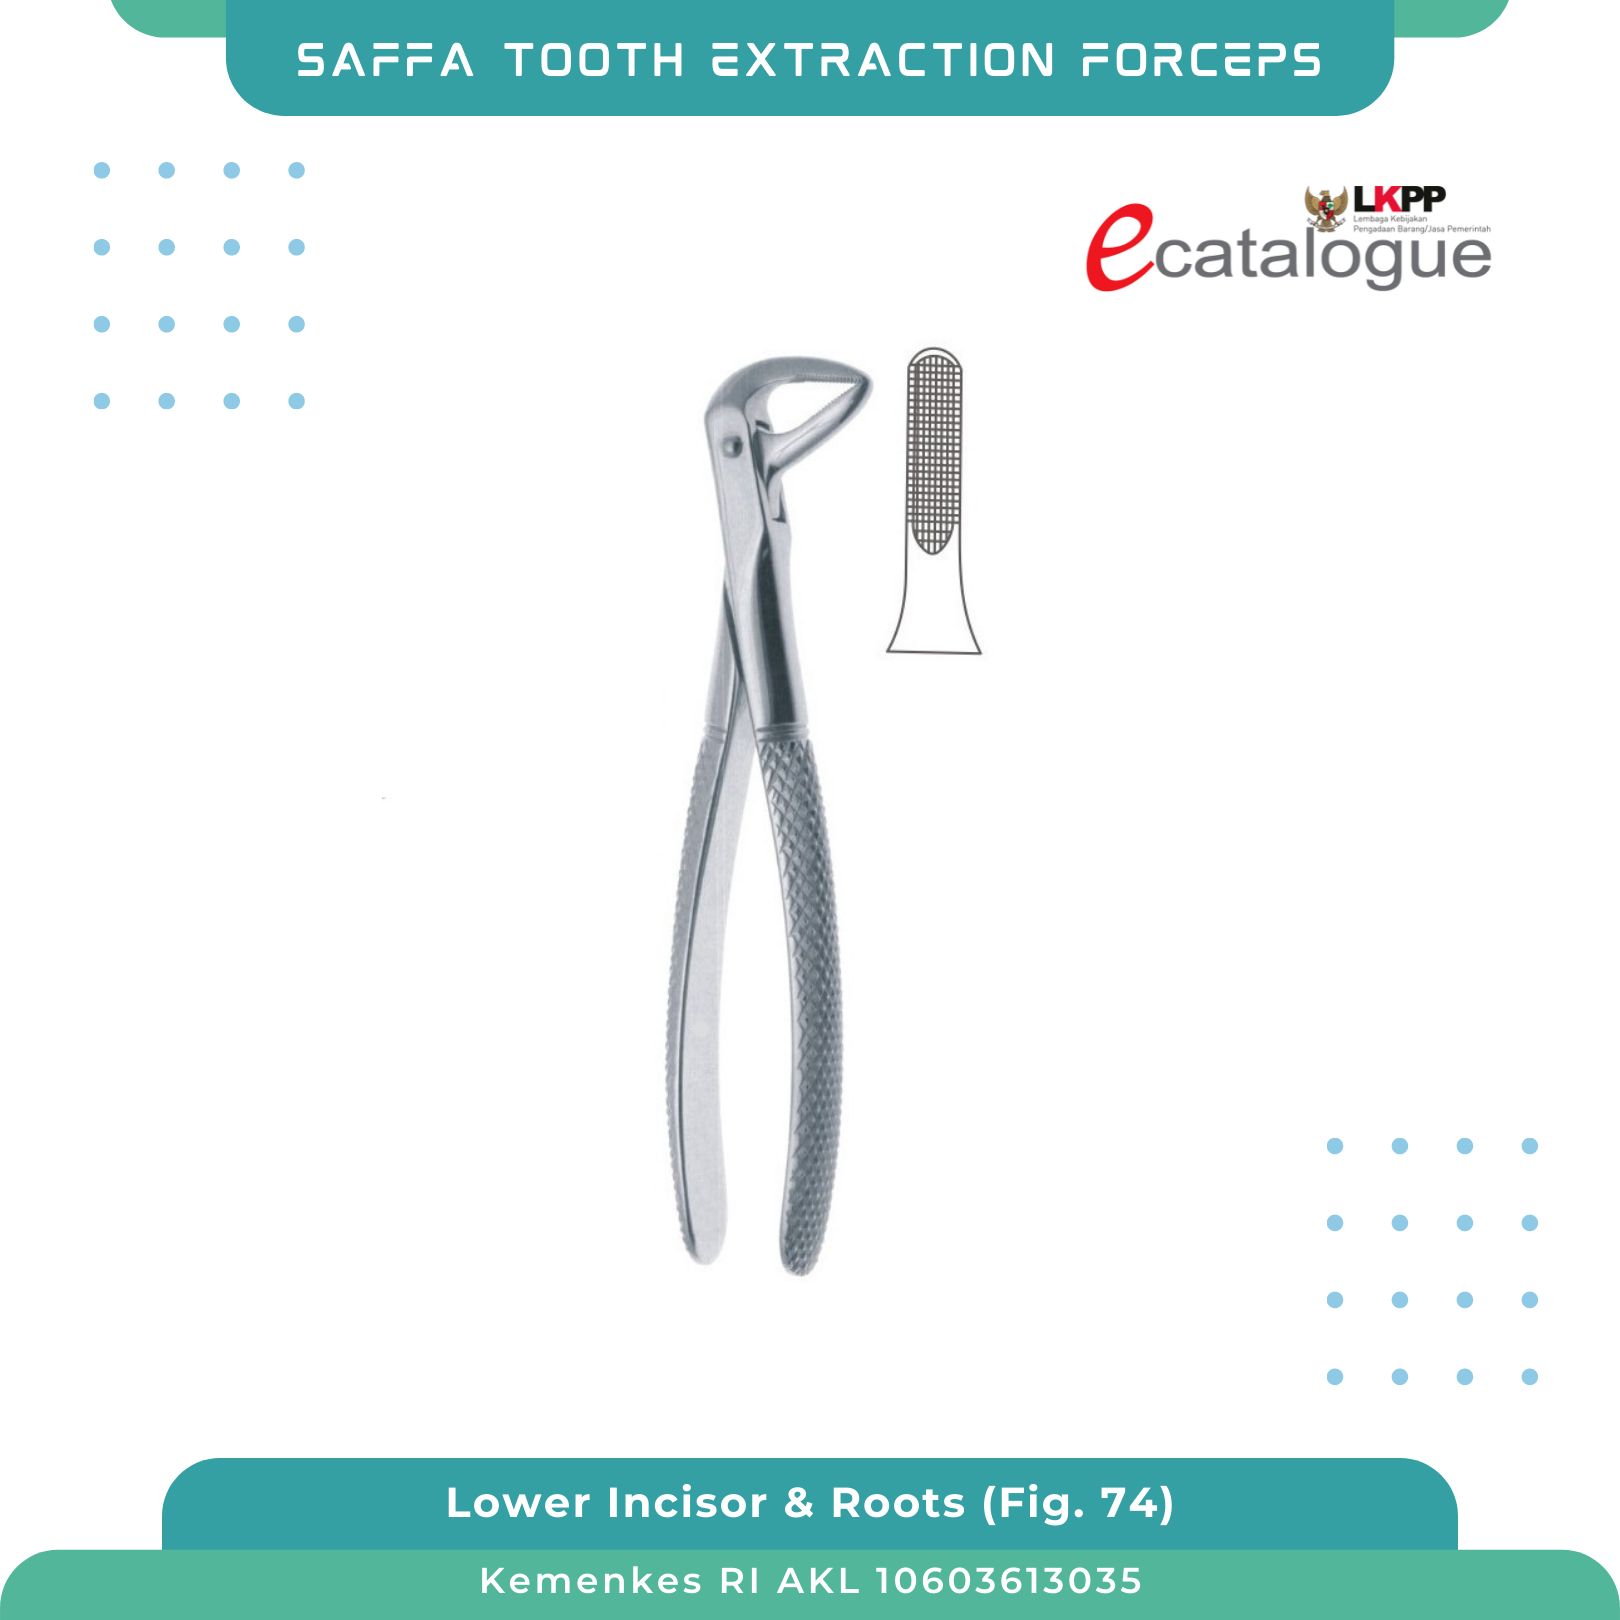 SAFFA TOOTH EXTRACTION FORCEPS
LKPP
Lembaga Kebijakan
Pengadaan Barang/Jasa Pemerintah
ecatalogue
Lower Incisor & Roots (Fig. 74)
Kemenkes RI AKL 10603613035